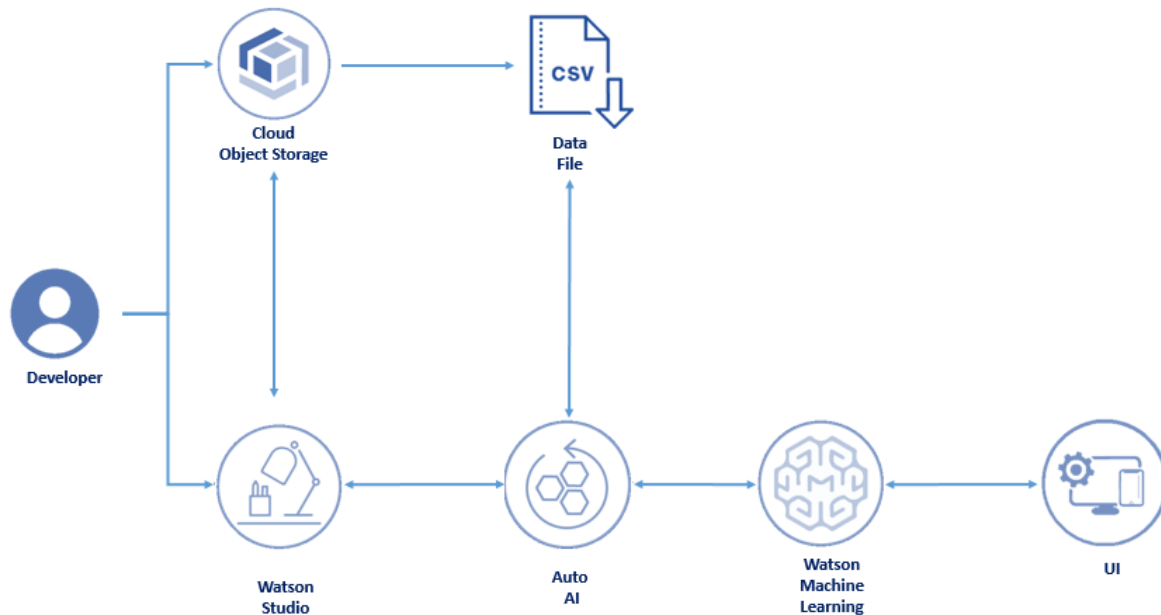 CSV
Cloud
Object Storage
Data
File
Developer
Watson
Studio
Auto
AI
Watson
Machine
Learning
UI